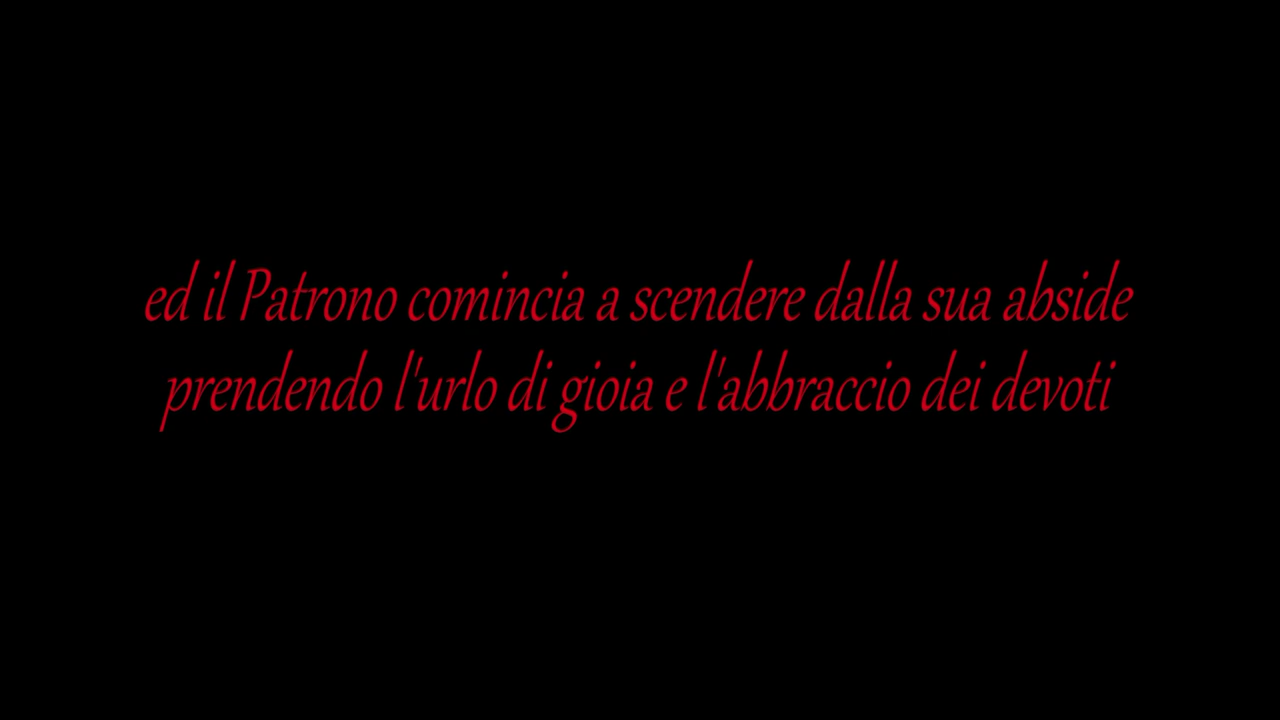 ed il Patrono comincia a scendere dalla sua abside
prendendo l'urlo di gioia e l'abbraccio dei devoti